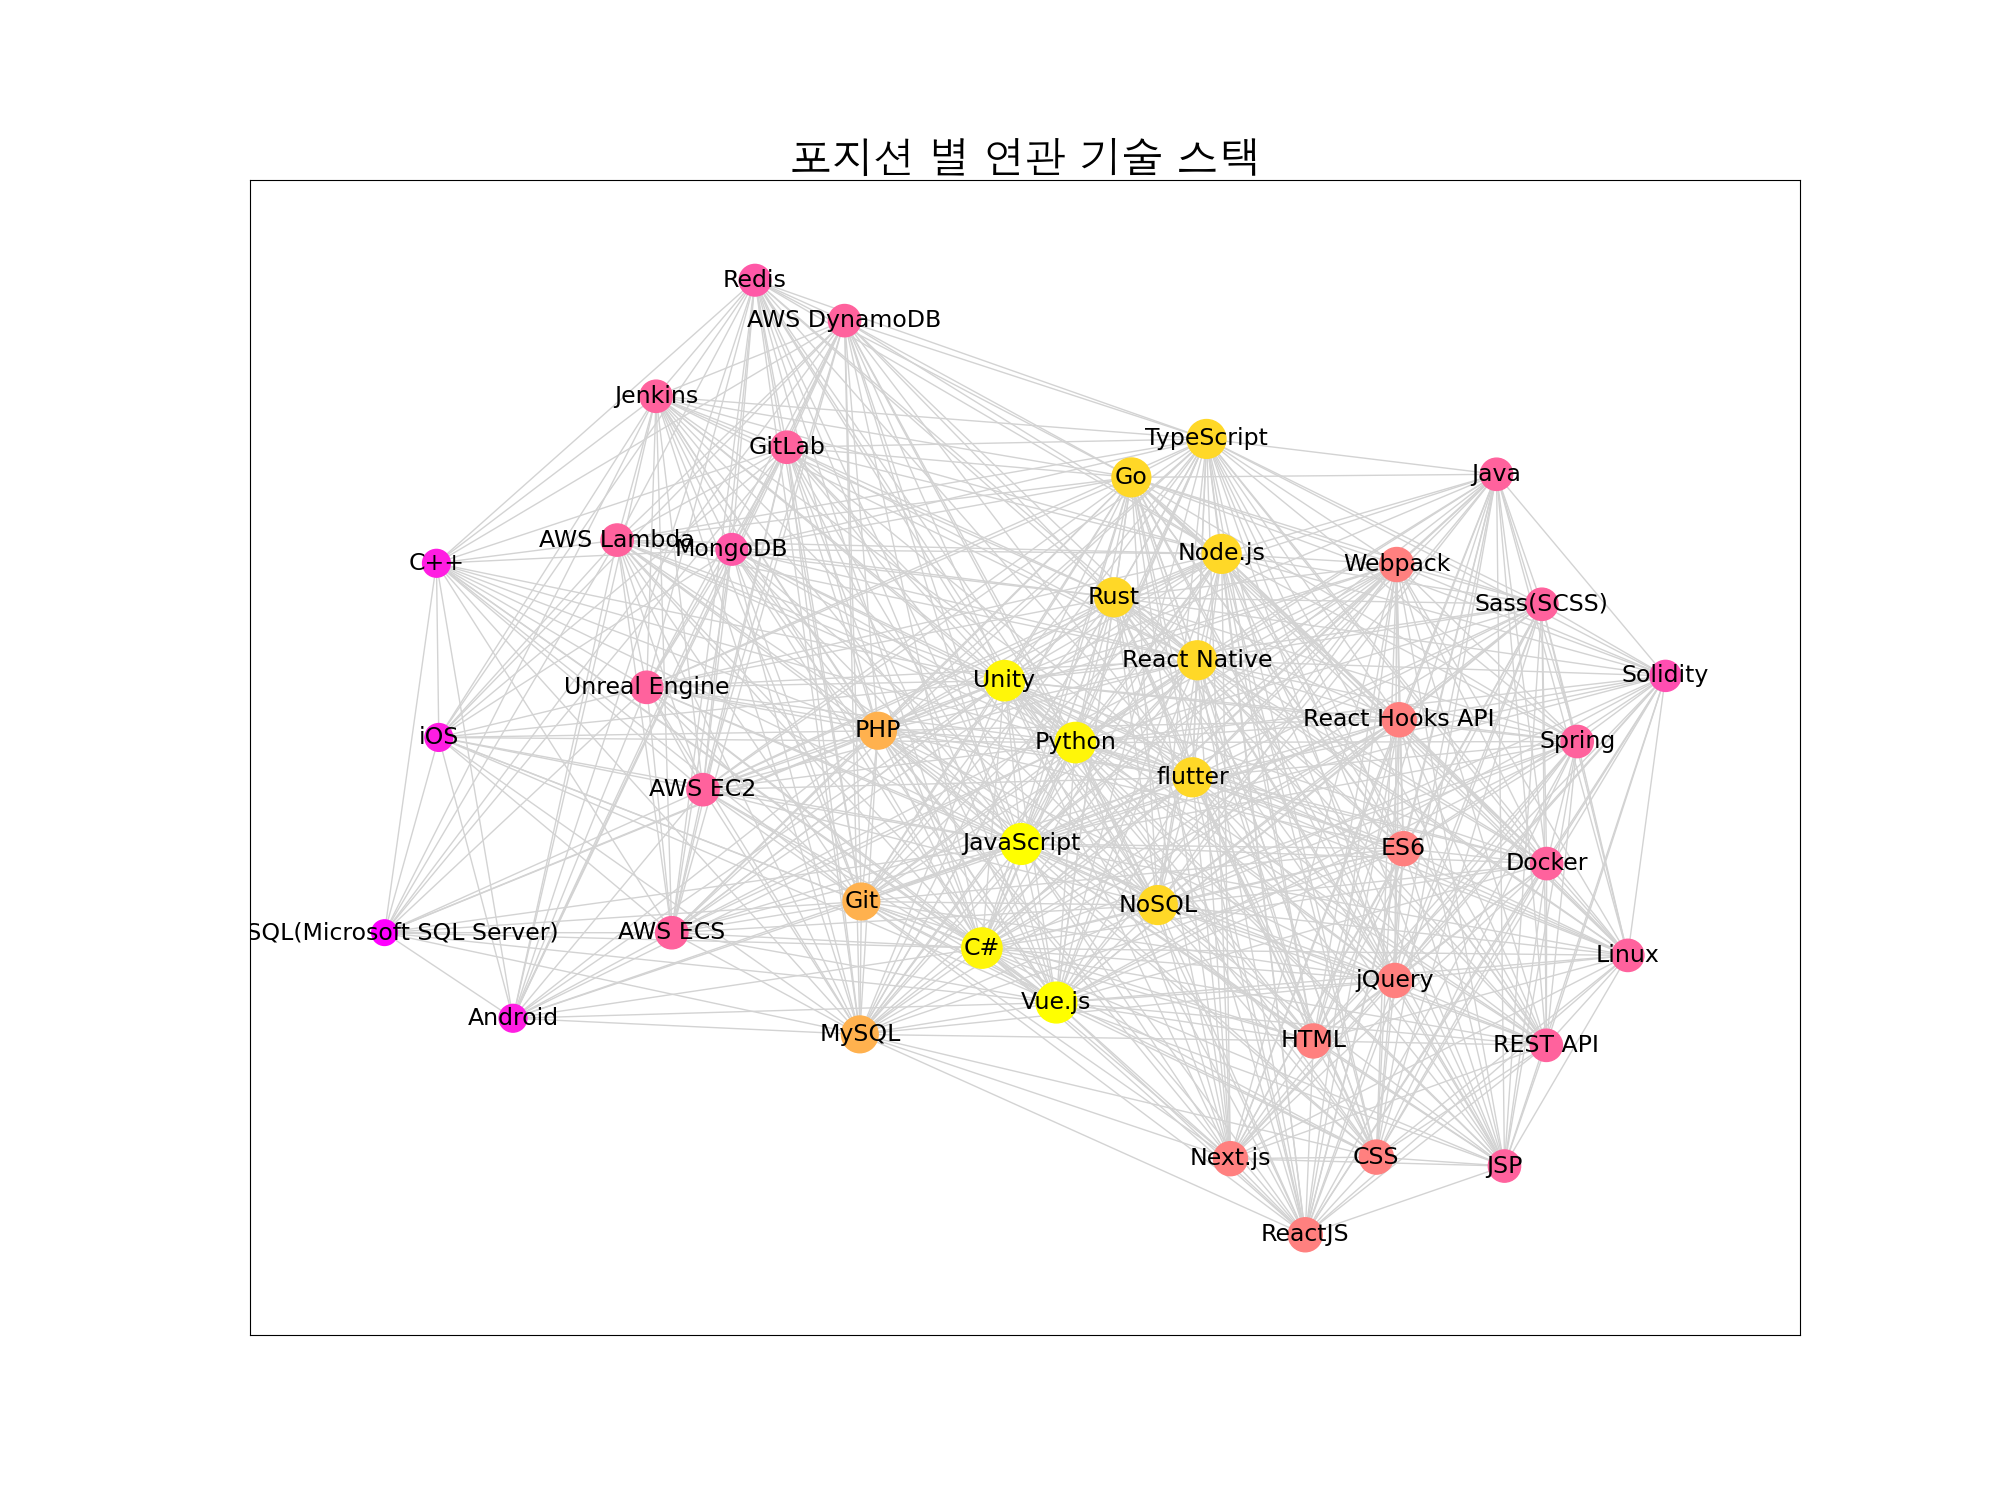 포지션 별 연관 기술 스택
Redis
AWS DynamoDB
Jenkins
GitLab
TypeScript
Go
Java
AWS Lambda
MongoDB
Node.js
C++
Webpack
Rust
Sass(SCSS)
React Native
Solidity
Unity
Unreal Engine
React Hooks API
PHP
iOS
Python
Spring
flutter
AWS EC2
JavaScript
ES6
Docker
Git
NoSQL
SQL(Microsoft SQL Server)
AWS ECS
C#
Linux
jQuery
Vue.js
Android
MySQL
HTML
REST API
Next.js
CSS
JSP
ReactJS